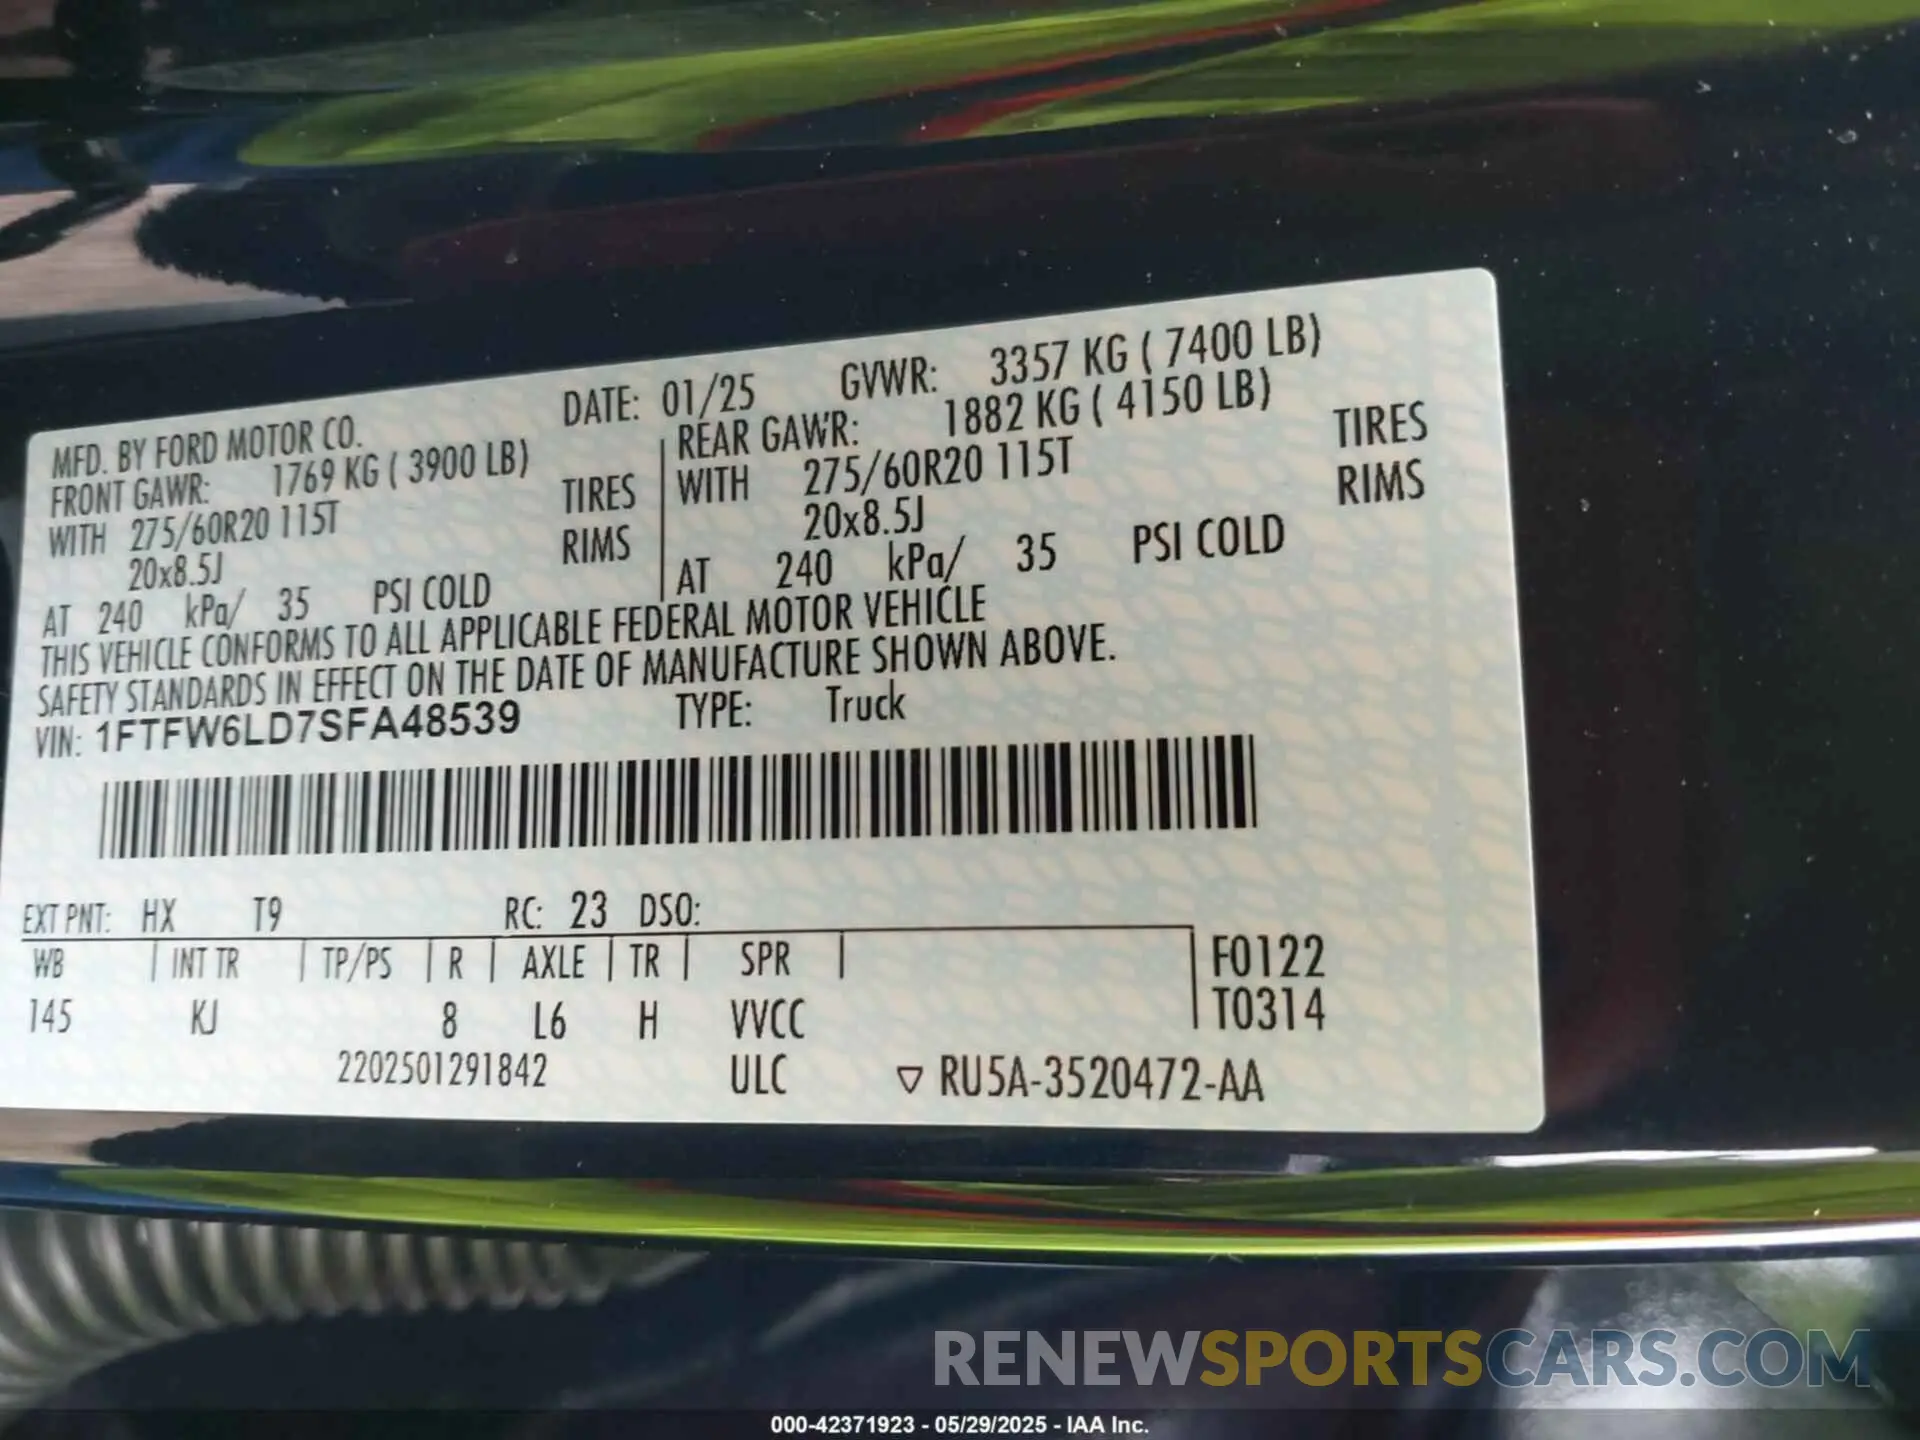 MFD. BY FORD MOTOR CO. DATE: 01/25 GVWR: 3357 KG ( 7400 LB)
FRONT GAWR: 1769 KG ( 3900 LB) REAR GAWR: 1882 KG ( 4150 LB)
WITH 275/60R20 115T TIRES WITH 275/60R20 115T TIRES
20x8.5J RIMS 20x8.5J RIMS
AT 240 kPa/ 35 PSI COLD AT 240 kPa/ 35 PSI COLD
THIS VEHICLE CONFORMS TO ALL APPLICABLE FEDERAL MOTOR VEHICLE
SAFETY STANDARDS IN EFFECT ON THE DATE OF MANUFACTURE SHOWN ABOVE.
VIN: 1FTFW6LD7SFA48539 TYPE: Truck
EXT PNT: HX T9 RC: 23 DSO:
WB INT TR TP/PS R AXLE TR SPR F0122
145 KJ 8 L6 H VVCC T0314
2202501291842 ULC ▽ RU5A-3520472-AA
RENEWSPORTSCARS.COM
000-42371923 - 05/29/2025 - IAA Inc.